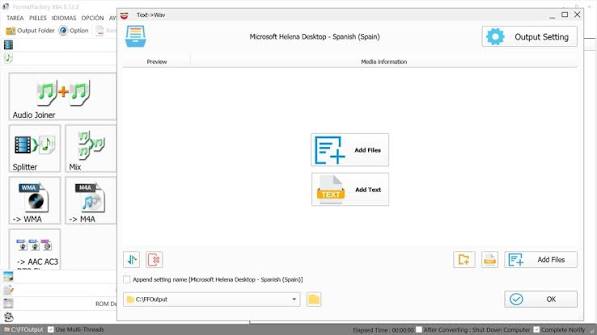 FormatFactory X64 5.12.2
TAREA PIELES IDIOMAS OPCIÓN
Output Folder Option
Audio Joiner
Splitter Mix
WMA M4A
-> WMA -> M4A
-> AAC AC3
ROM De
C:\FFOutput Use Multi-Threads Elapsed Time : 00:00:00 After Converting : Shut Down Computer Complete Notify
Text->Wav
Microsoft Helena Desktop - Spanish (Spain) Output Setting
Preview Media Information
Add Files
TEXT Add Text
Add Files
Append setting name [Microsoft Helena Desktop - Spanish (Spain)]
C:\FFOutput OK